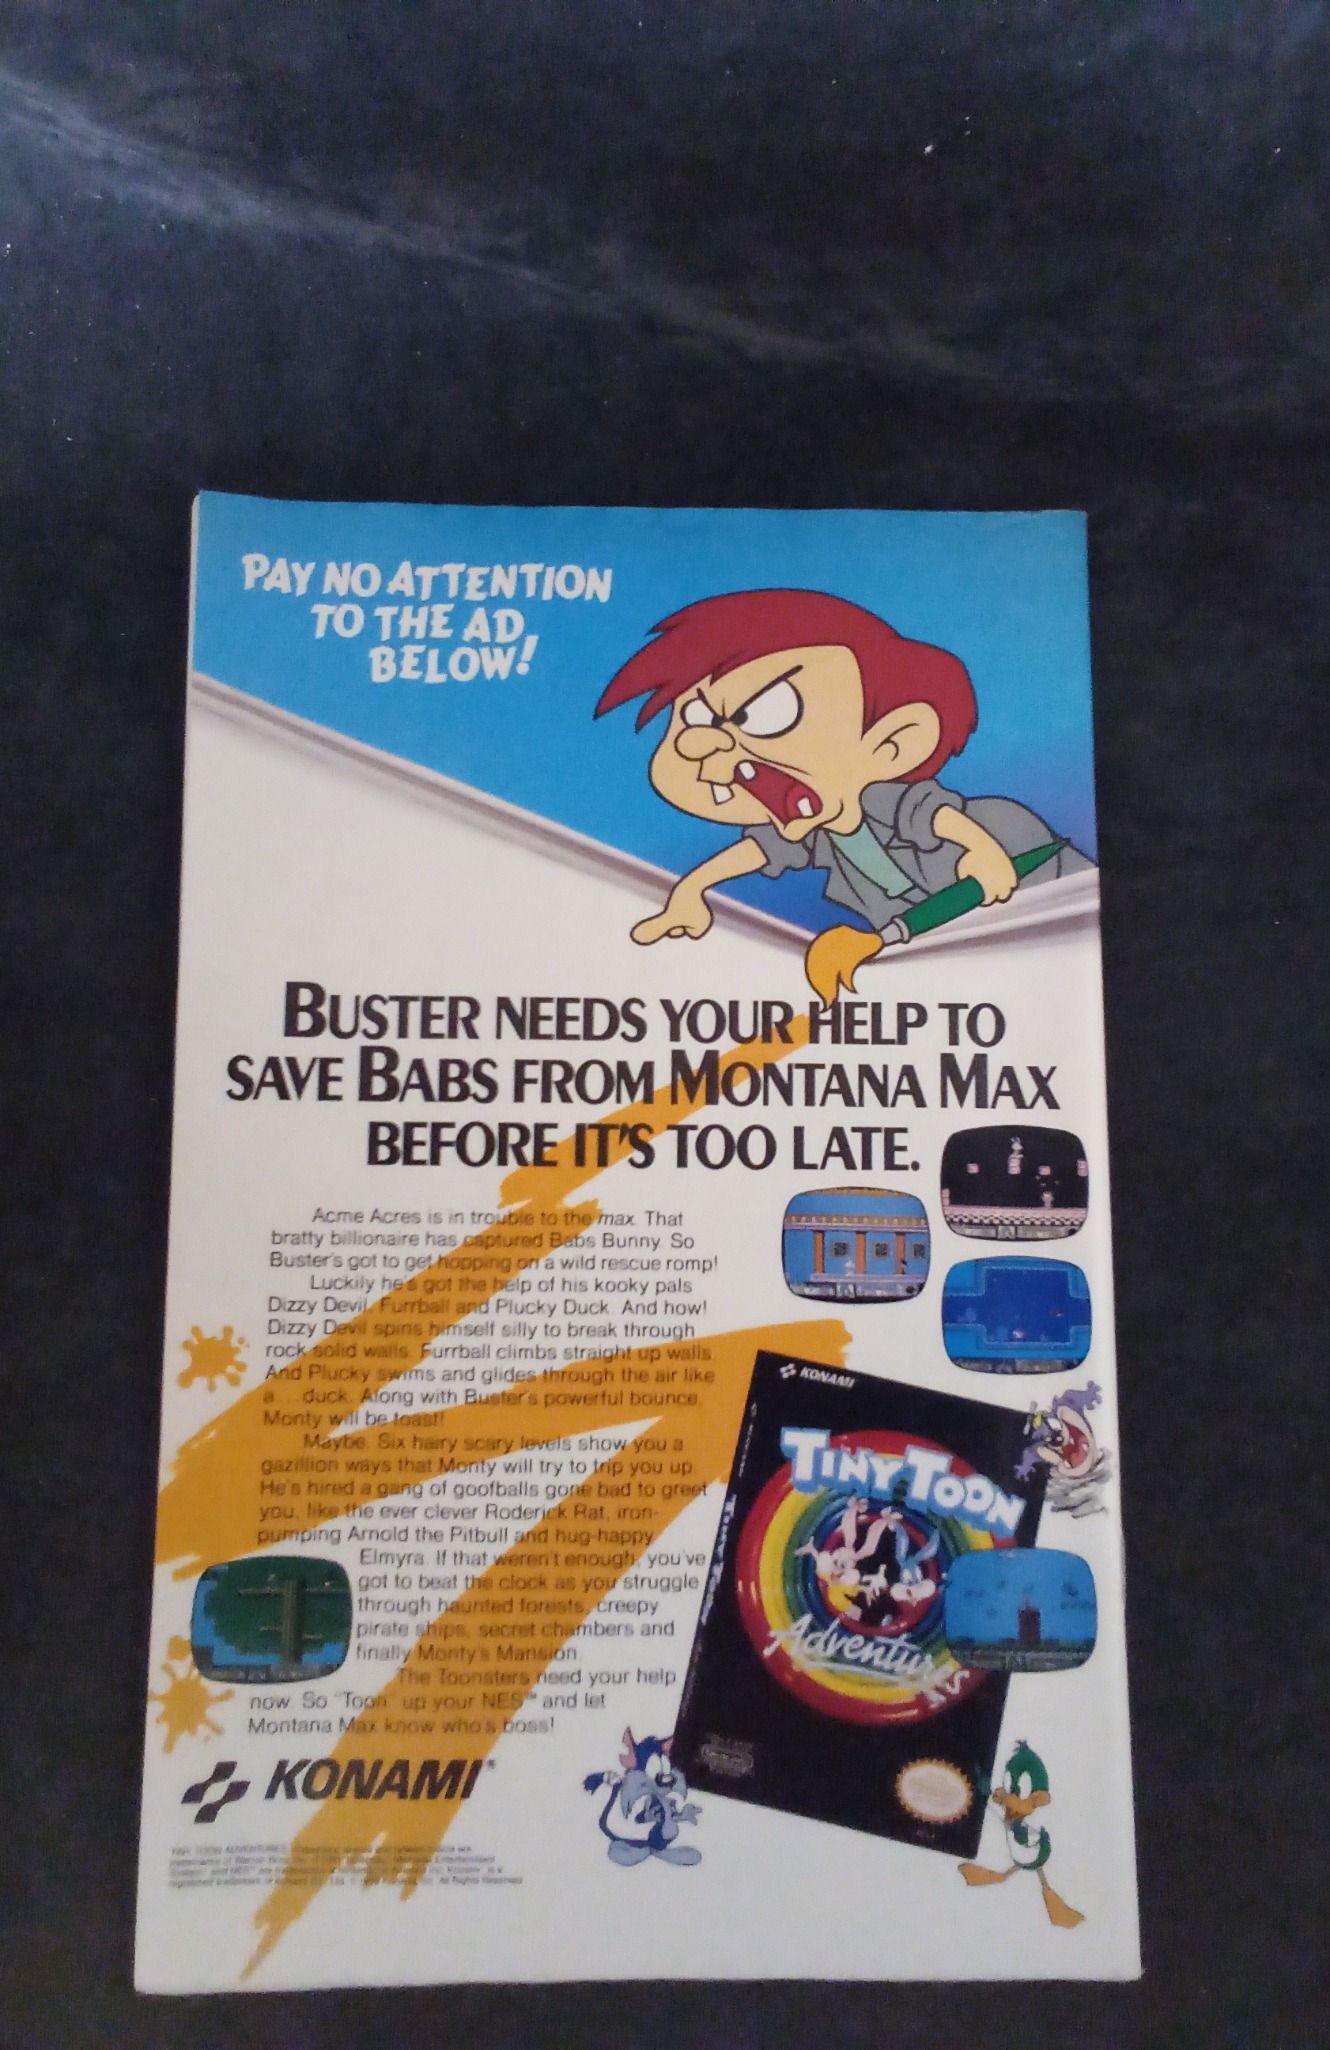 PAY NO ATTENTION
TO THE AD
BELOW!
BUSTER NEEDS YOUR HELP TO
SAVE BABS FROM MONTANA MAX
BEFORE IT'S TOO LATE.
Acme Acres is in trouble to the max. That
bratty billionaire has captured Babs Bunny. So
Buster's got to get hopping on a wild rescue romp!
Luckily he's got the help of his kooky pals
Dizzy Devil, Furrball and Plucky Duck. And how!
Dizzy Devil spins himself silly to break through
rock solid walls. Furrball climbs straight up walls.
And Plucky swims and glides through the air like
a...duck. Along with Buster's powerful bounce,
Monty will be toast!
Maybe. Six hairy scary levels show you a
gazillion ways that Monty will try to trip you up.
He's hired a gang of goofballs gone bad to greet
you, like the ever clever Roderick Rat, iron-
pumping Arnold the Pitbull and hug-happy
Elmyra. If that weren't enough, you've
got to beat the clock as you struggle
through haunted forests, creepy
pirate ships, secret chambers and
finally Monty's Mansion.
The Toonsters need your help
now. So "Toon" up your NES™ and let
Montana Max know who's boss!
KONAMI®
KONAMI
TINY TOON
Adventures